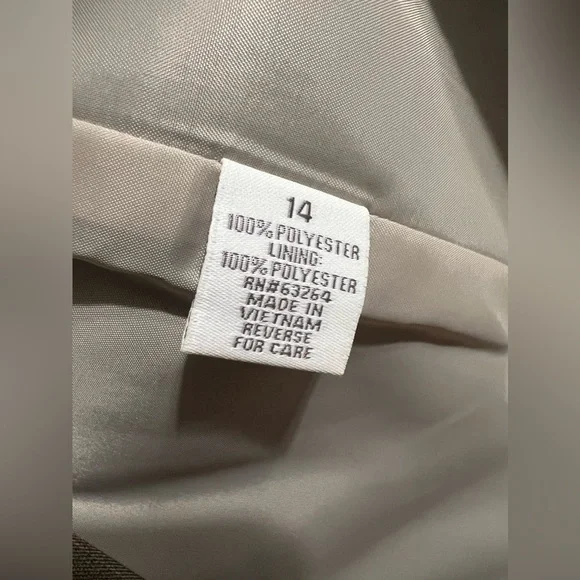 14
100% POLYESTER
LINING:
100% POLYESTER
RN#63264
MADE IN
VIETNAM
REVERSE
FOR CARE